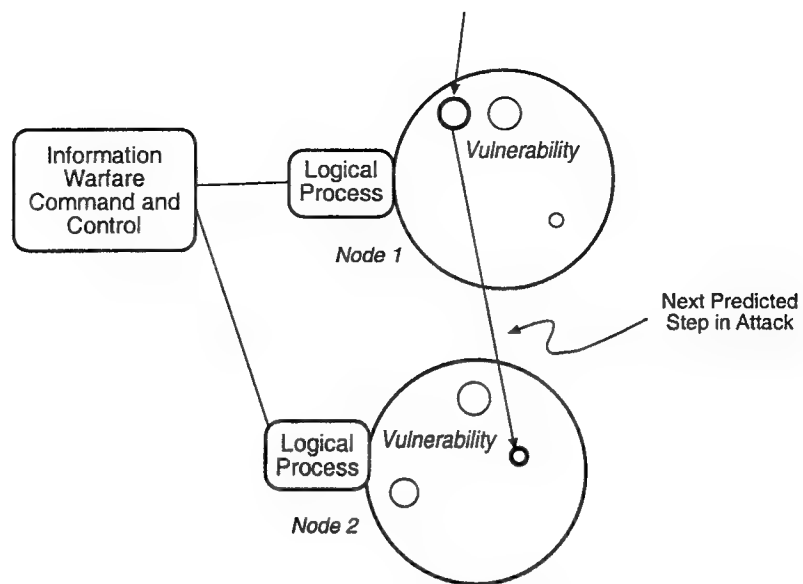 Information
Warfare
Command and
Control
Logical
Process
Vulnerability
Node 1
Next Predicted
Step in Attack
Logical
Process
Vulnerability
Node 2